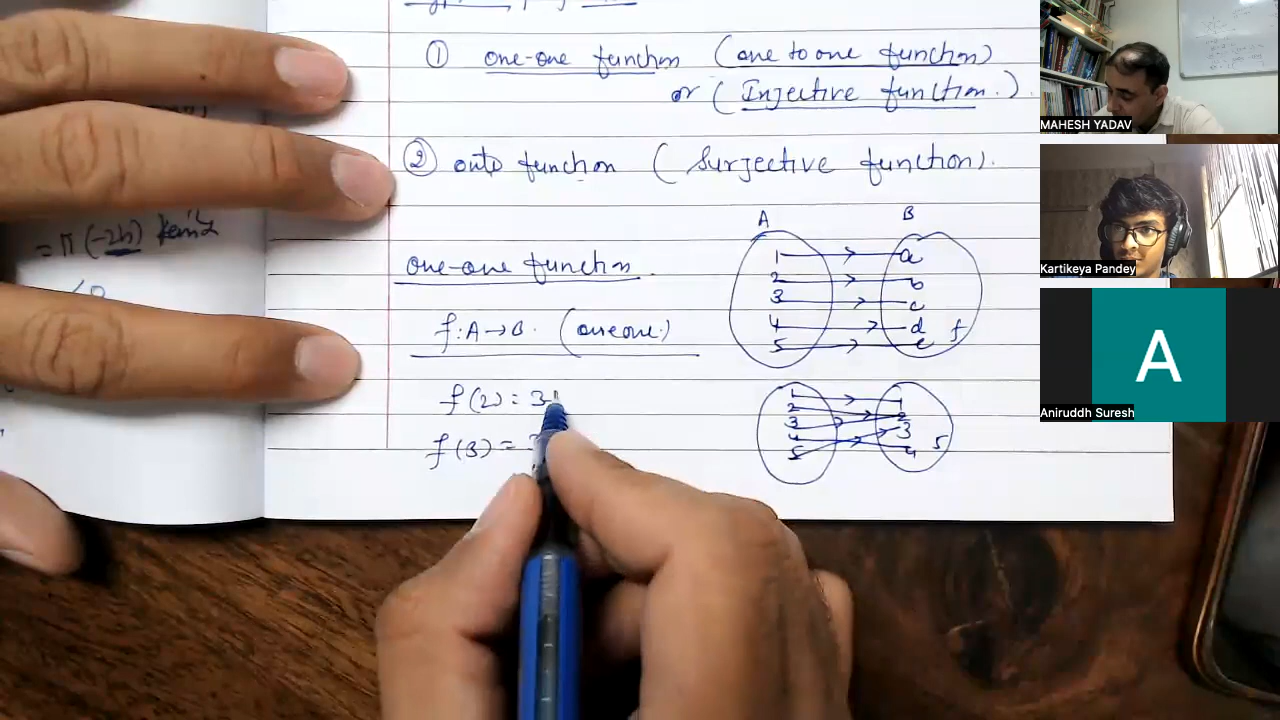 ① one-one function (one to one function)
or (Injective function.).
② onto function (Surjective function).
= π (-2h)
one-one function.
f: A→B. (one one.)
f(2) = 3
f(3) =
A B
1 a
2 b
3 c
4 d
5 e
f
1 1
2 2
3 3
4 4
5 5
MAHESH YADAV
Kartikeya Pandey
A
Aniruddh Suresh